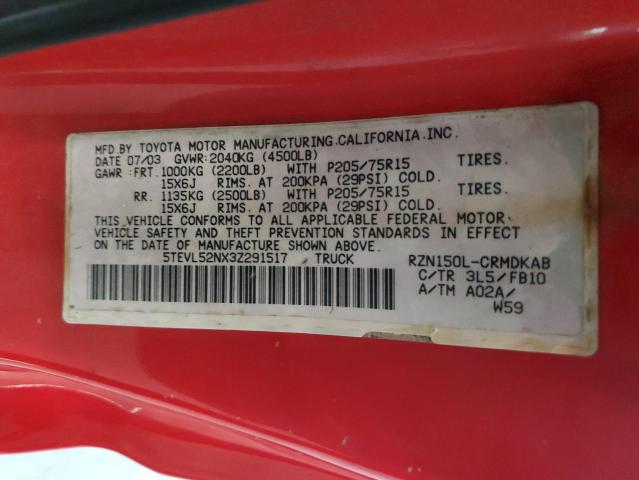 MFD.BY TOYOTA MOTOR MANUFACTURING.CALIFORNIA.INC.
DATE 07/03 GVWR:2040KG (4500LB)
GAWR: FRT. 1000KG (2200LB) WITH P205/75R15 TIRES.
15X6J RIMS. AT 200KPA (29PSI) COLD.
RR. 1135KG (2500LB) WITH P205/75R15 TIRES.
15X6J RIMS. AT 200KPA (29PSI) COLD.
THIS VEHICLE CONFORMS TO ALL APPLICABLE FEDERAL MOTOR
VEHICLE SAFETY AND THEFT PREVENTION STANDARDS IN EFFECT
ON THE DATE OF MANUFACTURE SHOWN ABOVE.
5TEVL52NX3Z291517 TRUCK RZN150L-CRMDKAB
C/TR 3L5/FB10
A/TM A02A/
W59